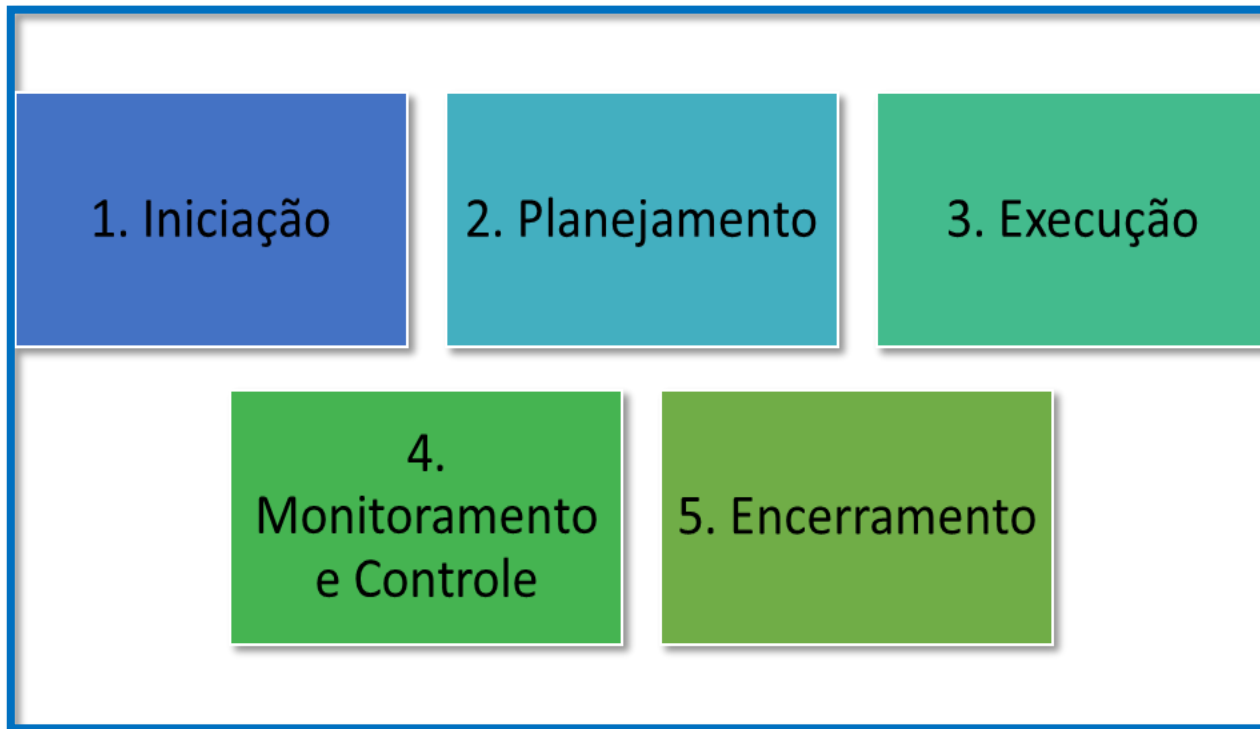 1. Iniciação
2. Planejamento
3. Execução
4.
Monitoramento
e Controle
5. Encerramento